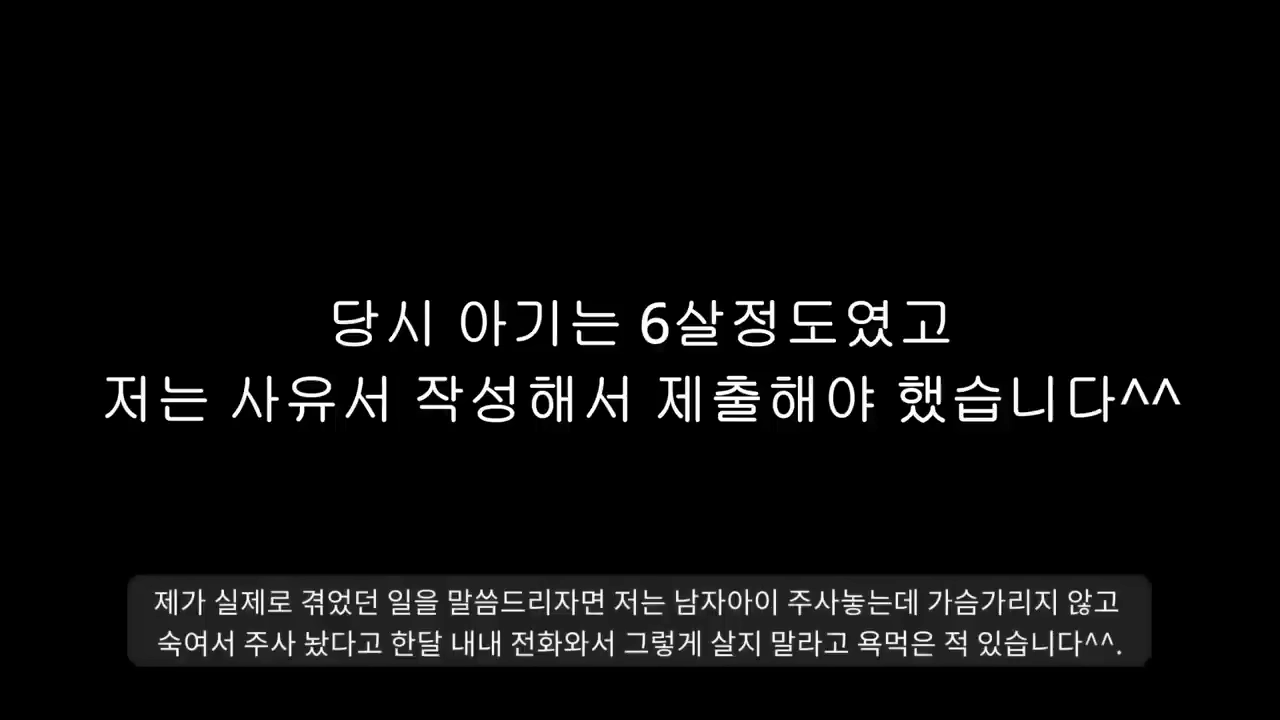 당시 아기는 6살정도였고
저는 사유서 작성해서 제출해야 했습니다^^
제가 실제로 겪었던 일을 말씀드리자면 저는 남자아이 주사놓는데 가슴가리지 않고
숙여서 주사 놨다고 한달 내내 전화와서 그렇게 살지 말라고 욕먹은 적 있습니다^^.